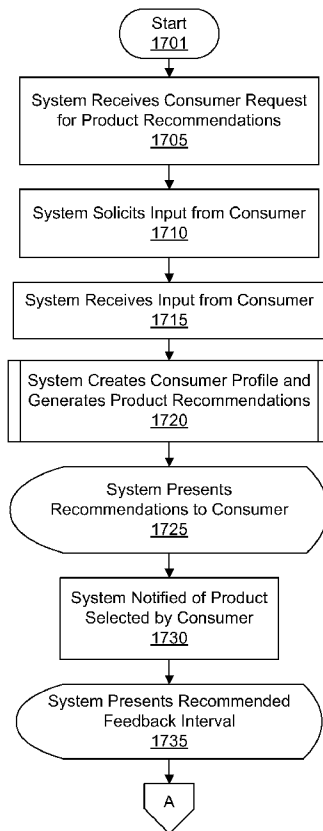 Start
1701
System Receives Consumer Request
for Product Recommendations
1705
System Solicits Input from Consumer
1710
System Receives Input from Consumer
1715
System Creates Consumer Profile and
Generates Product Recommendations
1720
System Presents
Recommendations to Consumer
1725
System Notified of Product
Selected by Consumer
1730
System Presents Recommended
Feedback Interval
1735
A